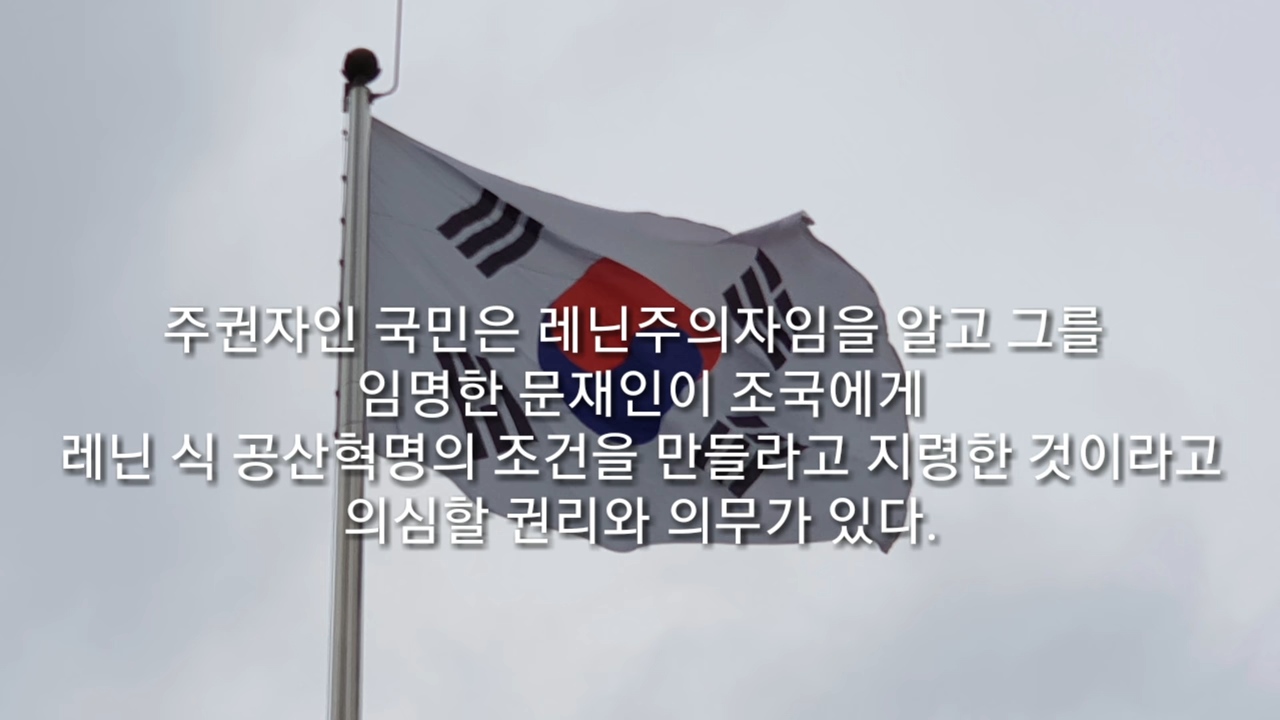 주권자인 국민은 레닌주의자임을 알고 그를
임명한 문재인이 조국에게
레닌 식 공산혁명의 조건을 만들라고 지령한 것이라고
의심할 권리와 의무가 있다.